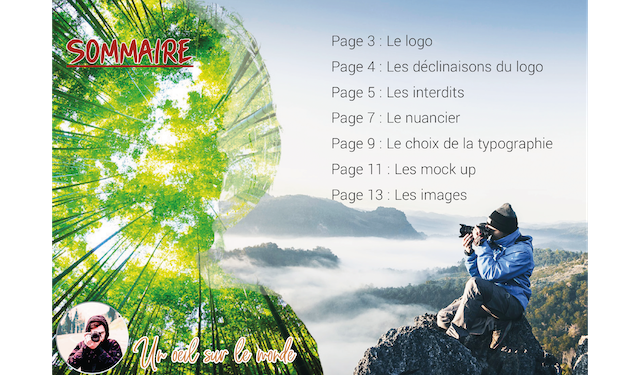 SOMMAIRE
Page 3 : Le logo
Page 4 : Les déclinaisons du logo
Page 5 : Les interdits
Page 7 : Le nuancier
Page 9 : Le choix de la typographie
Page 11 : Les mock up
Page 13 : Les images
Un oeil sur le monde